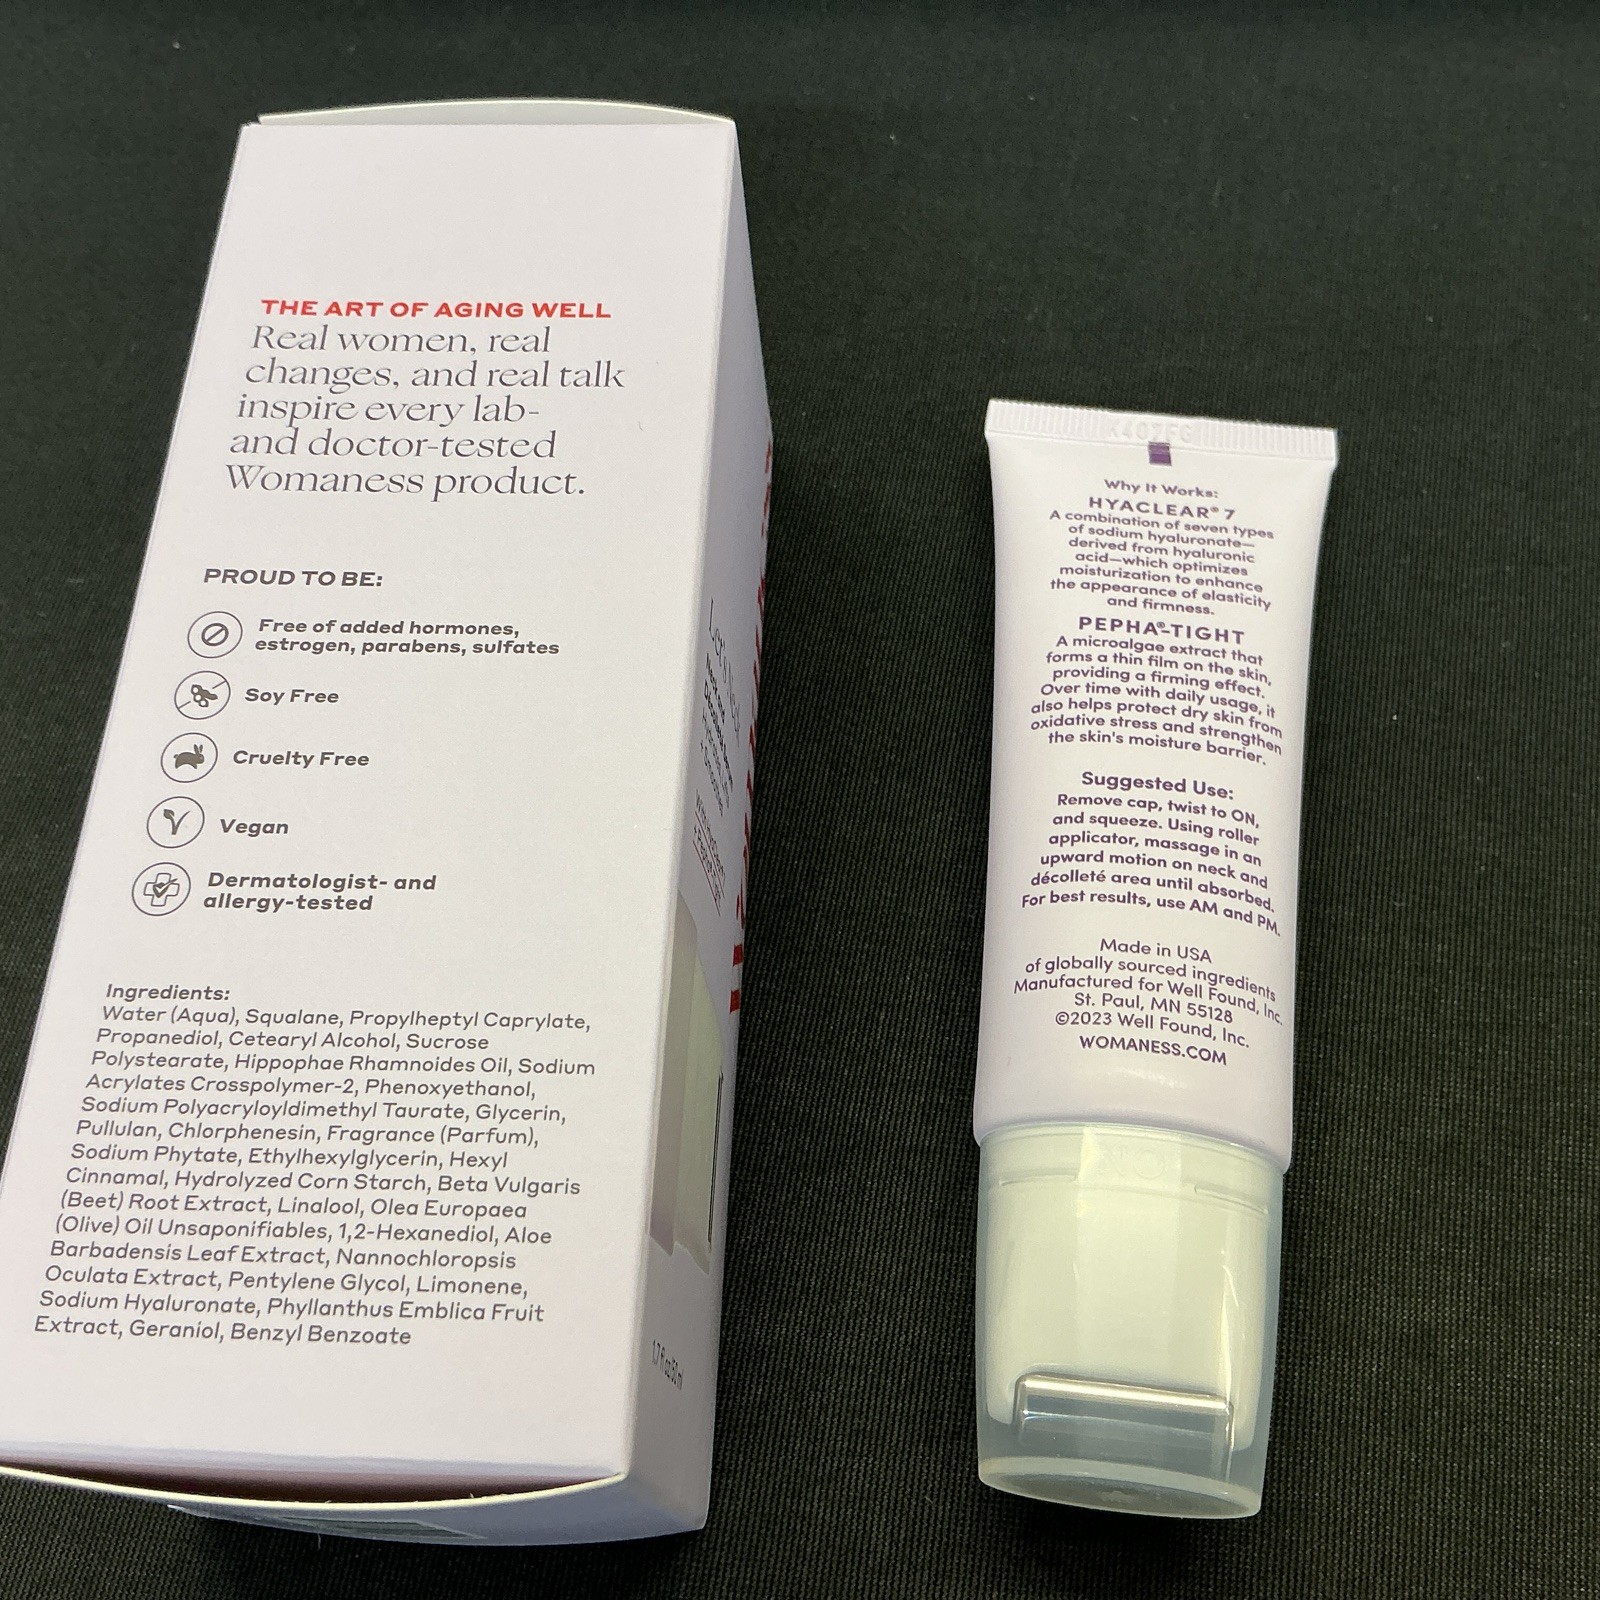 THE ART OF AGING WELL
Real women, real
changes, and real talk
inspire every lab-
and doctor-tested
Womaness product.
PROUD TO BE:
Free of added hormones,
estrogen, parabens, sulfates
Soy Free
Cruelty Free
Vegan
Dermatologist- and
allergy-tested
Ingredients:
Water (Aqua), Squalane, Propylheptyl Caprylate,
Propanediol, Cetearyl Alcohol, Sucrose
Polystearate, Hippophae Rhamnoides Oil, Sodium
Acrylates Crosspolymer-2, Phenoxyethanol,
Sodium Polyacryloyldimethyl Taurate, Glycerin,
Pullulan, Chlorphenesin, Fragrance (Parfum),
Sodium Phytate, Ethylhexylglycerin, Hexyl
Cinnamal, Hydrolyzed Corn Starch, Beta Vulgaris
(Beet) Root Extract, Linalool, Olea Europaea
(Olive) Oil Unsaponifiables, 1,2-Hexanediol, Aloe
Barbadensis Leaf Extract, Nannochloropsis
Oculata Extract, Pentylene Glycol, Limonene,
Sodium Hyaluronate, Phyllanthus Emblica Fruit
Extract, Geraniol, Benzyl Benzoate
1.7 fl oz/50 ml
Why It Works:
HYACLEAR® 7
A combination of seven types
of sodium hyaluronate—
derived from hyaluronic
acid—which optimizes
moisturization to enhance
the appearance of elasticity
and firmness.
PEPHA®-TIGHT
A microalgae extract that
forms a thin film on the skin,
providing a firming effect.
Over time with daily usage, it
also helps protect dry skin from
oxidative stress and strengthen
the skin's moisture barrier.
Suggested Use:
Remove cap, twist to ON,
and squeeze. Using roller
applicator, massage in an
upward motion on neck and
décolleté area until absorbed.
For best results, use AM and PM.
Made in USA
of globally sourced ingredients
Manufactured for Well Found, Inc.
St. Paul, MN 55128
©2023 Well Found, Inc.
WOMANESS.COM